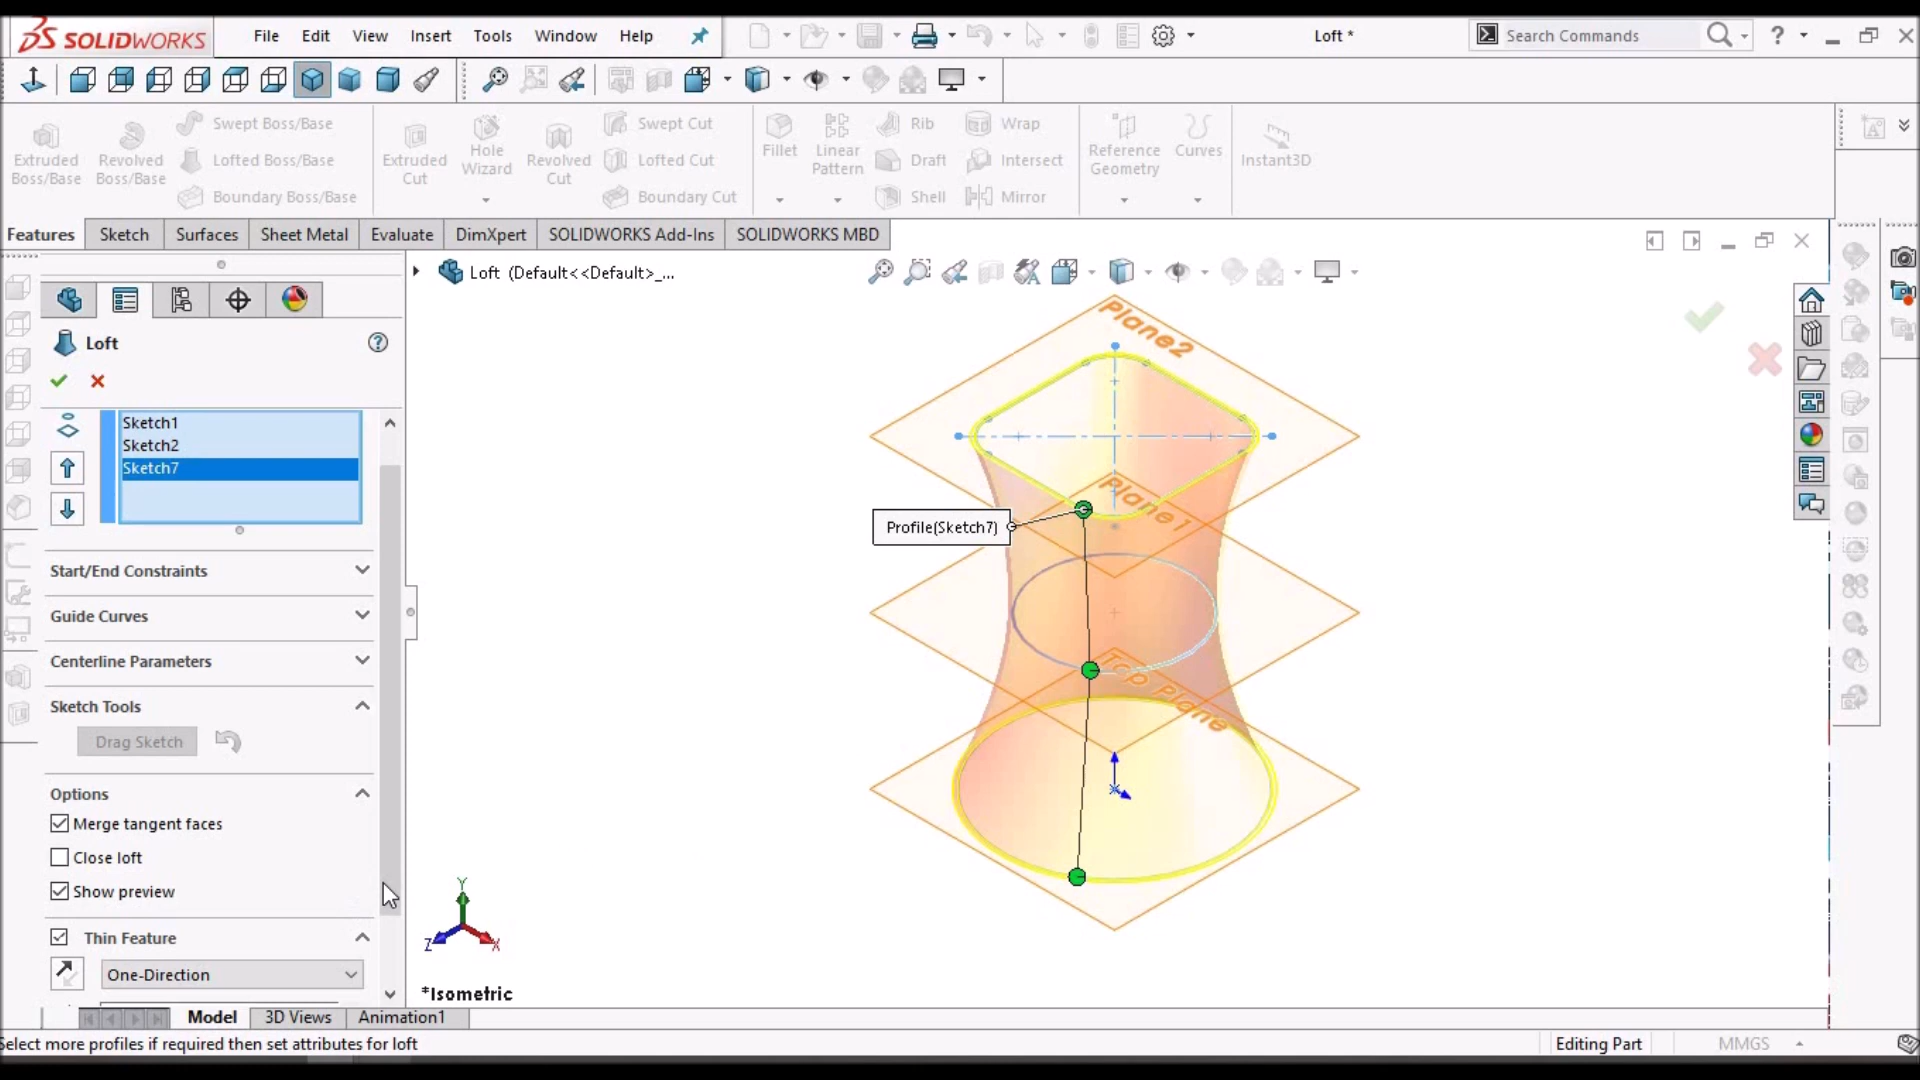 SOLIDWORKS File Edit View Insert Tools Window Help Loft * Search Commands ?
Extruded Boss/Base
Revolved Boss/Base
Swept Boss/Base
Lofted Boss/Base
Boundary Boss/Base
Extruded Cut
Hole Wizard
Revolved Cut
Swept Cut
Lofted Cut
Boundary Cut
Fillet
Linear Pattern
Rib
Draft
Shell
Wrap
Intersect
Mirror
Reference Geometry
Curves
Instant3D
Features Sketch Surfaces Sheet Metal Evaluate DimXpert SOLIDWORKS Add-Ins SOLIDWORKS MBD
Loft (Default<<Default>_...
Loft
Sketch1
Sketch2
Sketch7
Start/End Constraints
Guide Curves
Centerline Parameters
Sketch Tools
Drag Sketch
Options
Merge tangent faces
Close loft
Show preview
Thin Feature
One-Direction
Plane2
Plane1
Profile(Sketch7)
Top Plane
Y
Z
X
*Isometric
Model 3D Views Animation1
Select more profiles if required then set attributes for loft
Editing Part MMGS